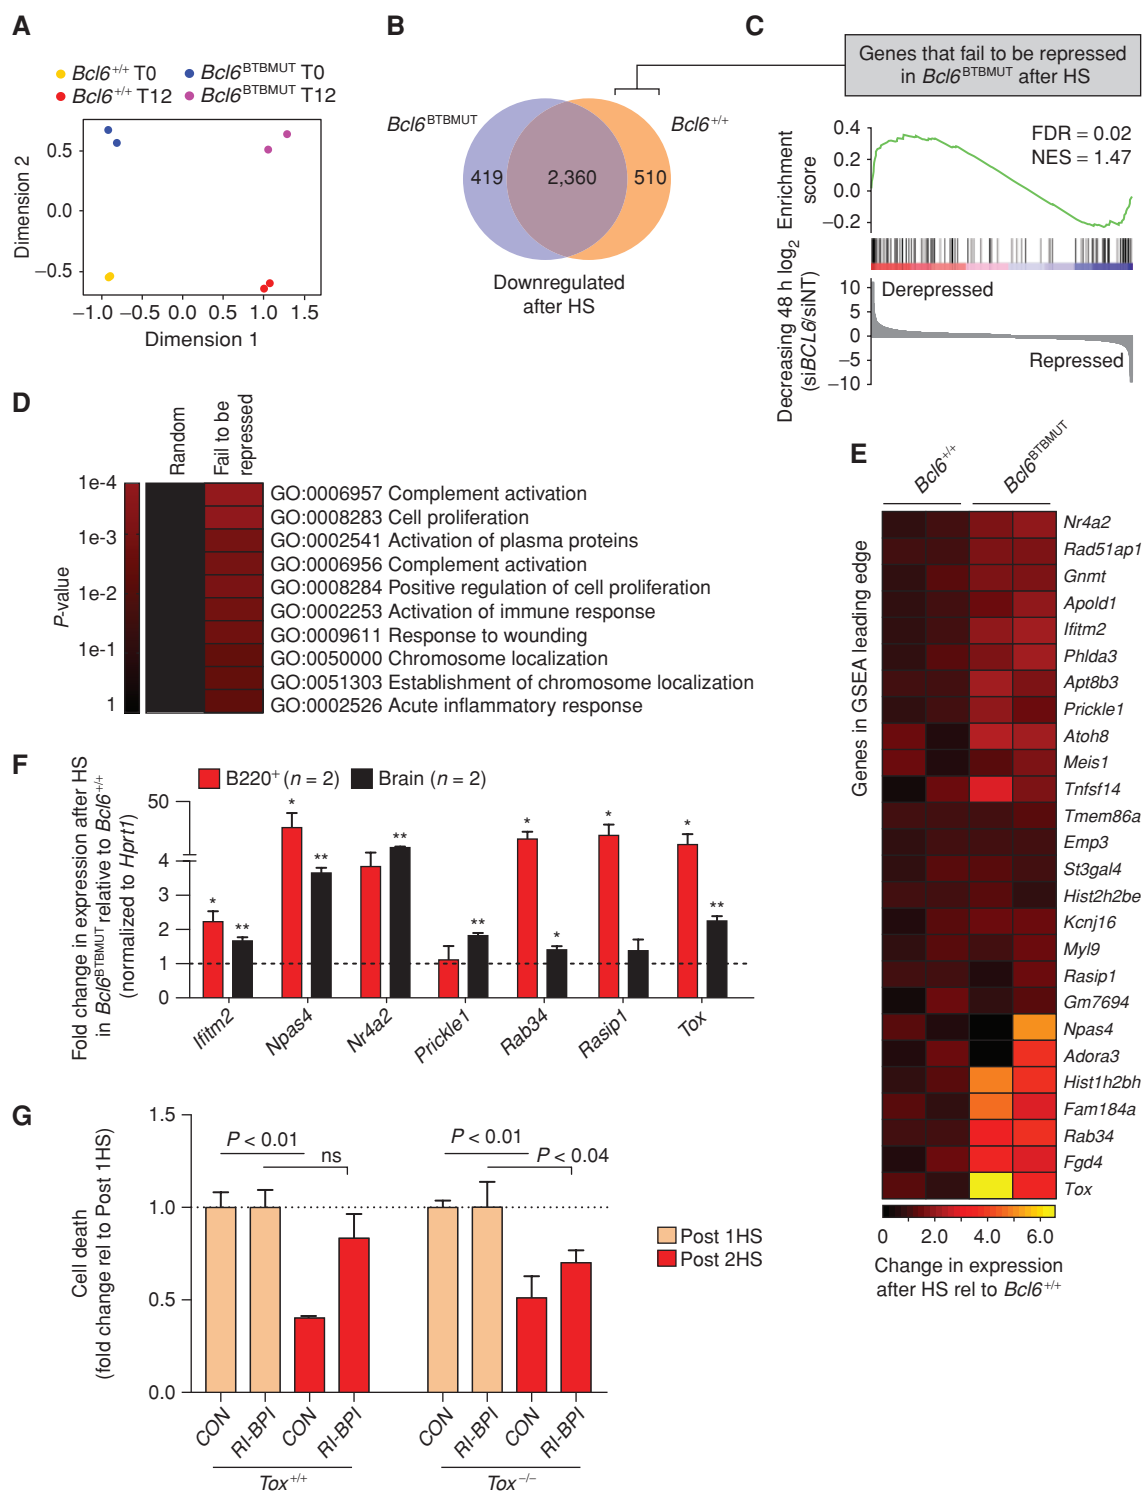 A
Bcl6+/+ T0
Bcl6BTBMUT T0
Bcl6+/+ T12
Bcl6BTBMUT T12
Dimension 2
0.5
0.0
−0.5
−1.0 −0.5 0.0 0.5 1.0 1.5
Dimension 1
B
Bcl6BTBMUT
Bcl6+/+
419
2,360
510
Downregulated
after HS
C
Genes that fail to be repressed
in Bcl6BTBMUT after HS
Enrichment
score
0.4
0.2
0.0
−0.2
FDR = 0.02
NES = 1.47
Decreasing 48 h log2
(siBCL6/siNT)
10
5
0
−5
−10
Derepressed
Repressed
D
Random
Fail to be
repressed
P-value
1e-4
1e-3
1e-2
1e-1
1
GO:0006957 Complement activation
GO:0008283 Cell proliferation
GO:0002541 Activation of plasma proteins
GO:0006956 Complement activation
GO:0008284 Positive regulation of cell proliferation
GO:0002253 Activation of immune response
GO:0009611 Response to wounding
GO:0050000 Chromosome localization
GO:0051303 Establishment of chromosome localization
GO:0002526 Acute inflammatory response
E
Bcl6+/+
Bcl6BTBMUT
Genes in GSEA leading edge
Nr4a2
Rad51ap1
Gnmt
Apold1
Ifitm2
Phlda3
Apt8b3
Prickle1
Atoh8
Meis1
Tnfsf14
Tmem86a
Emp3
St3gal4
Hist2h2be
Kcnj16
Myl9
Rasip1
Gm7694
Npas4
Adora3
Hist1h2bh
Fam184a
Rab34
Fgd4
Tox
0 2.0 4.0 6.0
Change in expression
after HS rel to Bcl6+/+
F
Fold change in expression after HS
in Bcl6BTBMUT relative to Bcl6+/+
(normalized to Hprt1)
B220+ (n = 2)
Brain (n = 2)
50
4
3
2
1
0
*
**
*
**
**
**
*
*
*
*
**
Ifitm2
Npas4
Nr4a2
Prickle1
Rab34
Rasip1
Tox
G
Cell death
(fold change rel to Post 1HS)
1.5
1.0
0.5
0.0
P < 0.01
ns
P < 0.01
P < 0.04
Post 1HS
Post 2HS
CON
RI-BPI
CON
RI-BPI
CON
RI-BPI
CON
RI-BPI
Tox+/+
Tox−/−